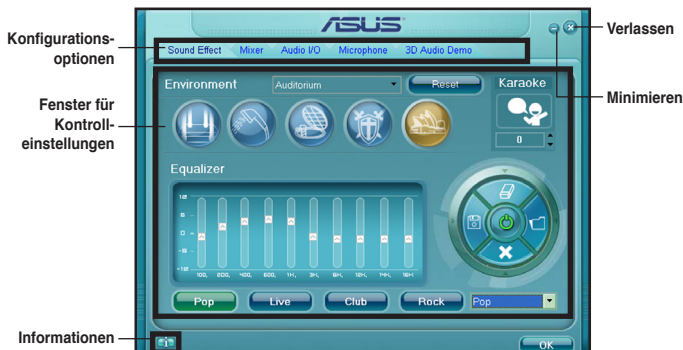 ASUS
Verlassen
Konfigurations-
optionen
Sound Effect Mixer Audio I/O Microphone 3D Audio Demo
Minimieren
Environment Auditorium Reset Karaoke
Fenster für
Kontroll-
einstellungen
0
Equalizer
Pop Live Club Rock Pop
Informationen
i
OK